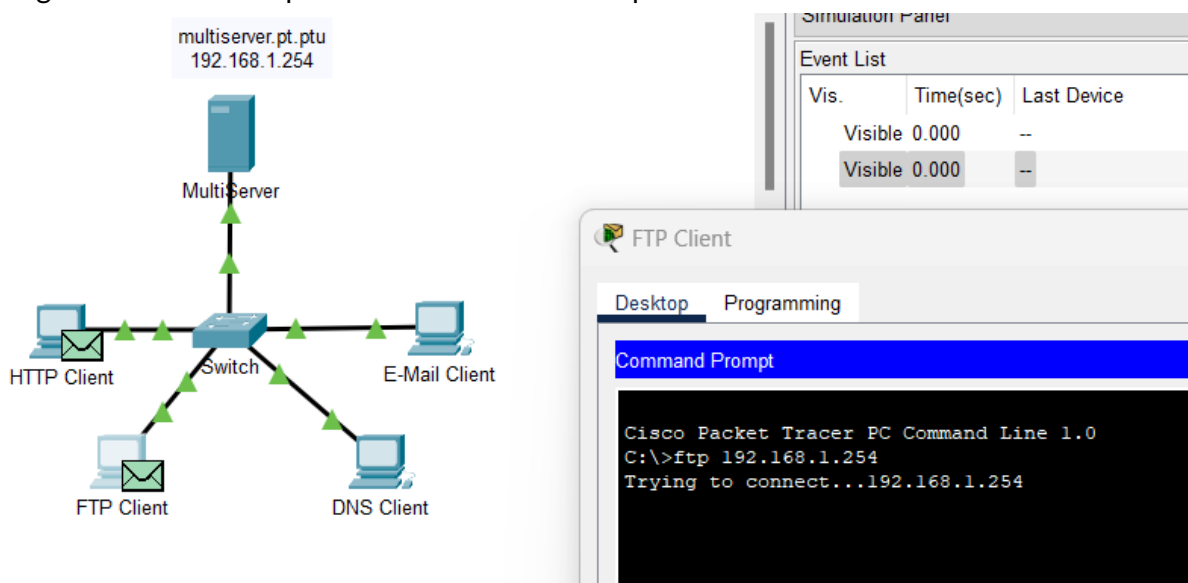 multiserver.pt.ptu
192.168.1.254
MultiServer
HTTP Client
Switch
E-Mail Client
FTP Client
DNS Client
Simulation Panel
Event List
Vis. Time(sec) Last Device
Visible 0.000 --
Visible 0.000 --
FTP Client
Desktop Programming
Command Prompt
Cisco Packet Tracer PC Command Line 1.0
C:\>ftp 192.168.1.254
Trying to connect...192.168.1.254